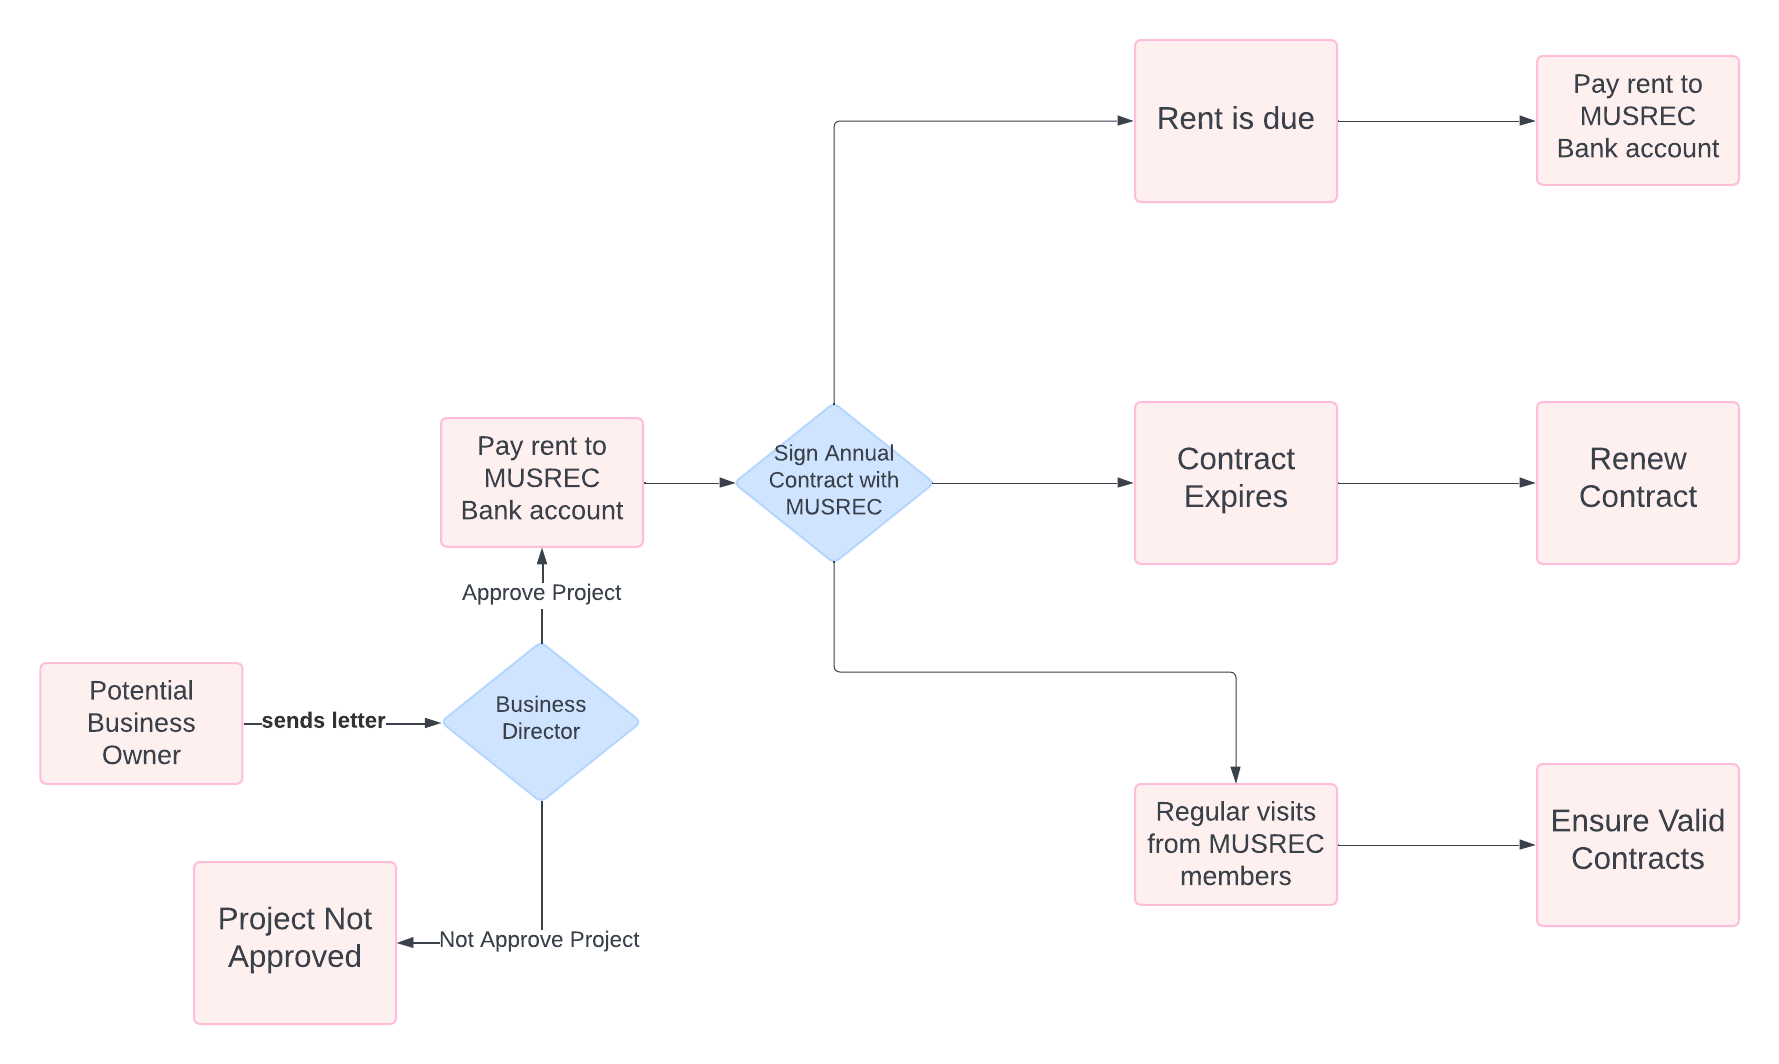 Rent is due
Pay rent to
MUSREC
Bank account
Pay rent to
MUSREC
Bank account
Sign Annual
Contract with
MUSREC
Contract
Expires
Renew
Contract
Approve Project
Potential
Business
Owner
sends letter
Business
Director
Regular visits
from MUSREC
members
Ensure Valid
Contracts
Project Not
Approved
Not Approve Project